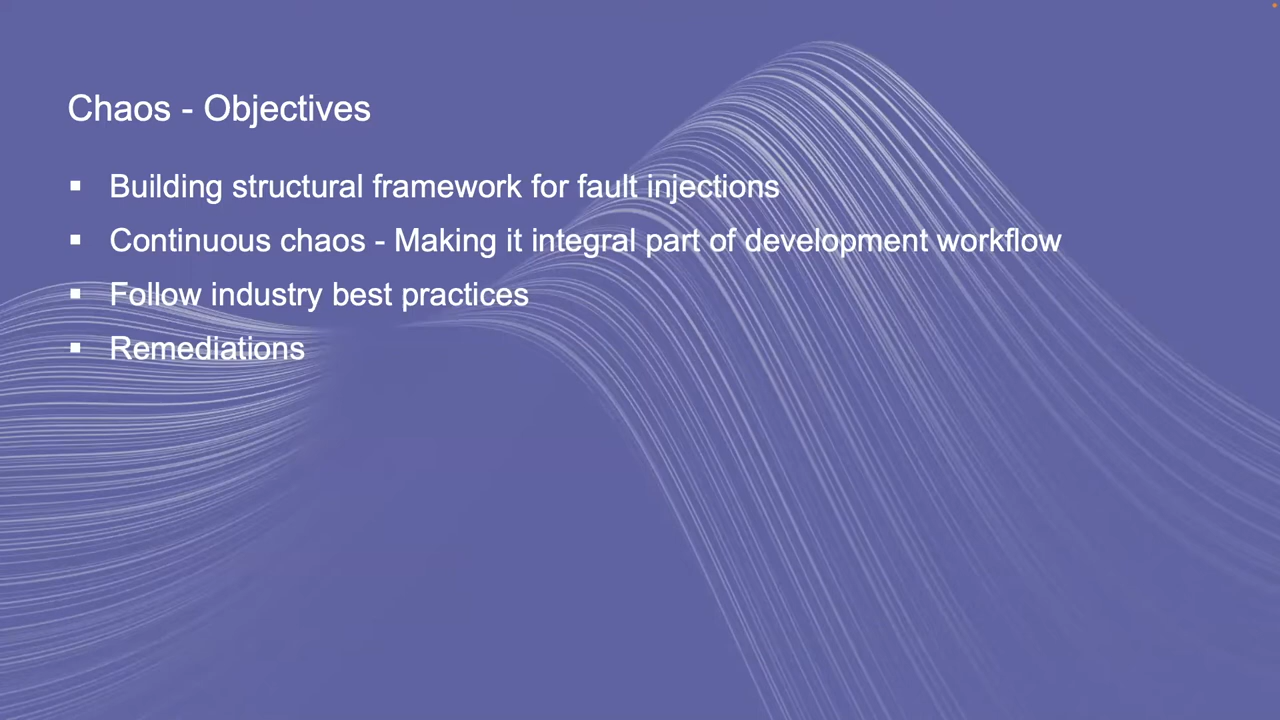 Chaos - Objectives
▪ Building structural framework for fault injections
▪ Continuous chaos - Making it integral part of development workflow
▪ Follow industry best practices
▪ Remediations